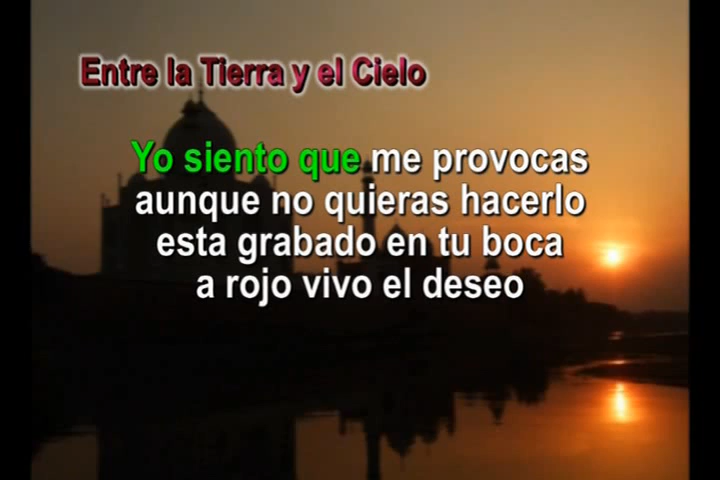 Entre la Tierra y el Cielo
Yo siento que me provocas
aunque no quieras hacerlo
esta grabado en tu boca
a rojo vivo el deseo